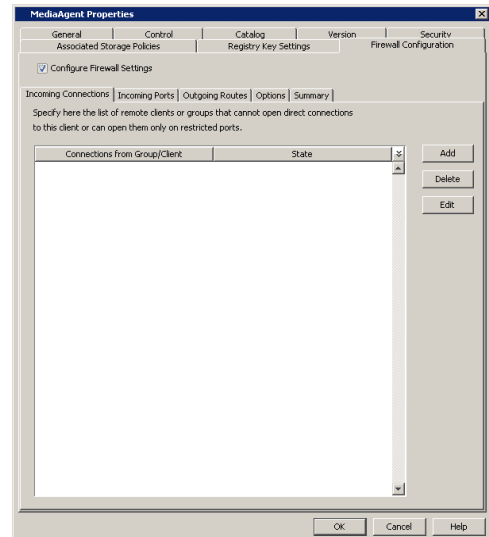 MediaAgent Properties
General Control Catalog Version Security
Associated Storage Policies Registry Key Settings Firewall Configuration
Configure Firewall Settings
Incoming Connections Incoming Ports Outgoing Routes Options Summary
Specify here the list of remote clients or groups that cannot open direct connections
to this client or can open them only on restricted ports.
Connections from Group/Client State
Add
Delete
Edit
OK Cancel Help